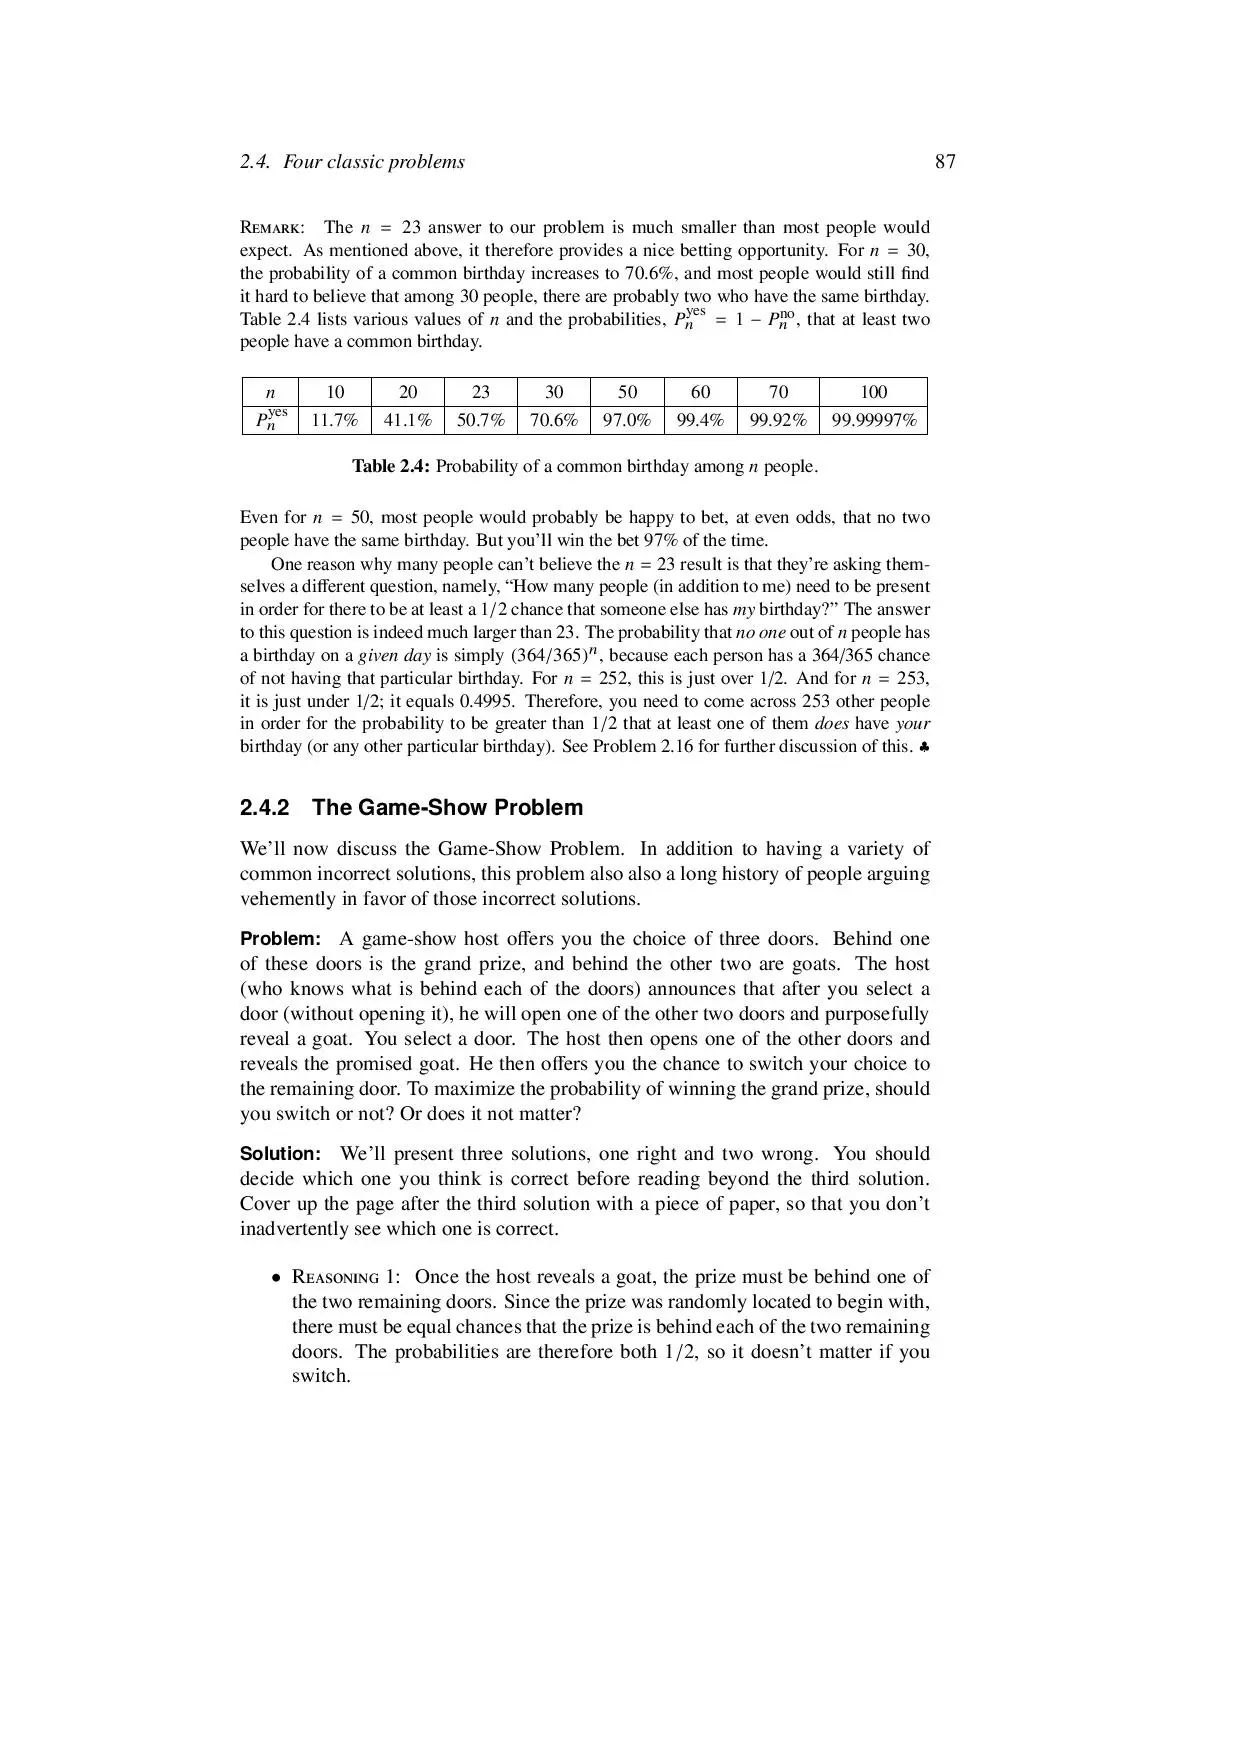 2.4. Four classic problems 87
REMARK: The n = 23 answer to our problem is much smaller than most people would
expect. As mentioned above, it therefore provides a nice betting opportunity. For n = 30,
the probability of a common birthday increases to 70.6%, and most people would still find
it hard to believe that among 30 people, there are probably two who have the same birthday.
Table 2.4 lists various values of n and the probabilities, P_n^yes = 1 − P_n^no, that at least two
people have a common birthday.
n 10 20 23 30 50 60 70 100
P_n^yes 11.7% 41.1% 50.7% 70.6% 97.0% 99.4% 99.92% 99.99997%
Table 2.4: Probability of a common birthday among n people.
Even for n = 50, most people would probably be happy to bet, at even odds, that no two
people have the same birthday. But you’ll win the bet 97% of the time.
One reason why many people can’t believe the n = 23 result is that they’re asking them-
selves a different question, namely, “How many people (in addition to me) need to be present
in order for there to be at least a 1/2 chance that someone else has my birthday?” The answer
to this question is indeed much larger than 23. The probability that no one out of n people has
a birthday on a given day is simply (364/365)^n, because each person has a 364/365 chance
of not having that particular birthday. For n = 252, this is just over 1/2. And for n = 253,
it is just under 1/2; it equals 0.4995. Therefore, you need to come across 253 other people
in order for the probability to be greater than 1/2 that at least one of them does have your
birthday (or any other particular birthday). See Problem 2.16 for further discussion of this. ♣
2.4.2 The Game-Show Problem
We’ll now discuss the Game-Show Problem. In addition to having a variety of
common incorrect solutions, this problem also also a long history of people arguing
vehemently in favor of those incorrect solutions.
Problem: A game-show host offers you the choice of three doors. Behind one
of these doors is the grand prize, and behind the other two are goats. The host
(who knows what is behind each of the doors) announces that after you select a
door (without opening it), he will open one of the other two doors and purposefully
reveal a goat. You select a door. The host then opens one of the other doors and
reveals the promised goat. He then offers you the chance to switch your choice to
the remaining door. To maximize the probability of winning the grand prize, should
you switch or not? Or does it not matter?
Solution: We’ll present three solutions, one right and two wrong. You should
decide which one you think is correct before reading beyond the third solution.
Cover up the page after the third solution with a piece of paper, so that you don’t
inadvertently see which one is correct.
• REASONING 1: Once the host reveals a goat, the prize must be behind one of
the two remaining doors. Since the prize was randomly located to begin with,
there must be equal chances that the prize is behind each of the two remaining
doors. The probabilities are therefore both 1/2, so it doesn’t matter if you
switch.